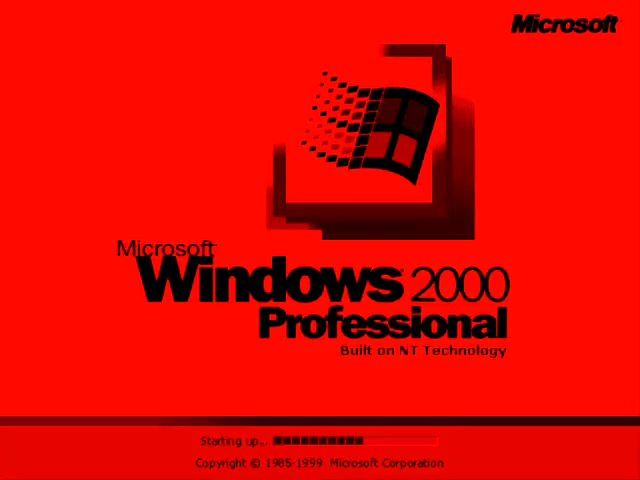 Microsoft
Microsoft
Windows 2000
Professional
Built on NT Technology
Starting up...
Copyright © 1985-1999 Microsoft Corporation